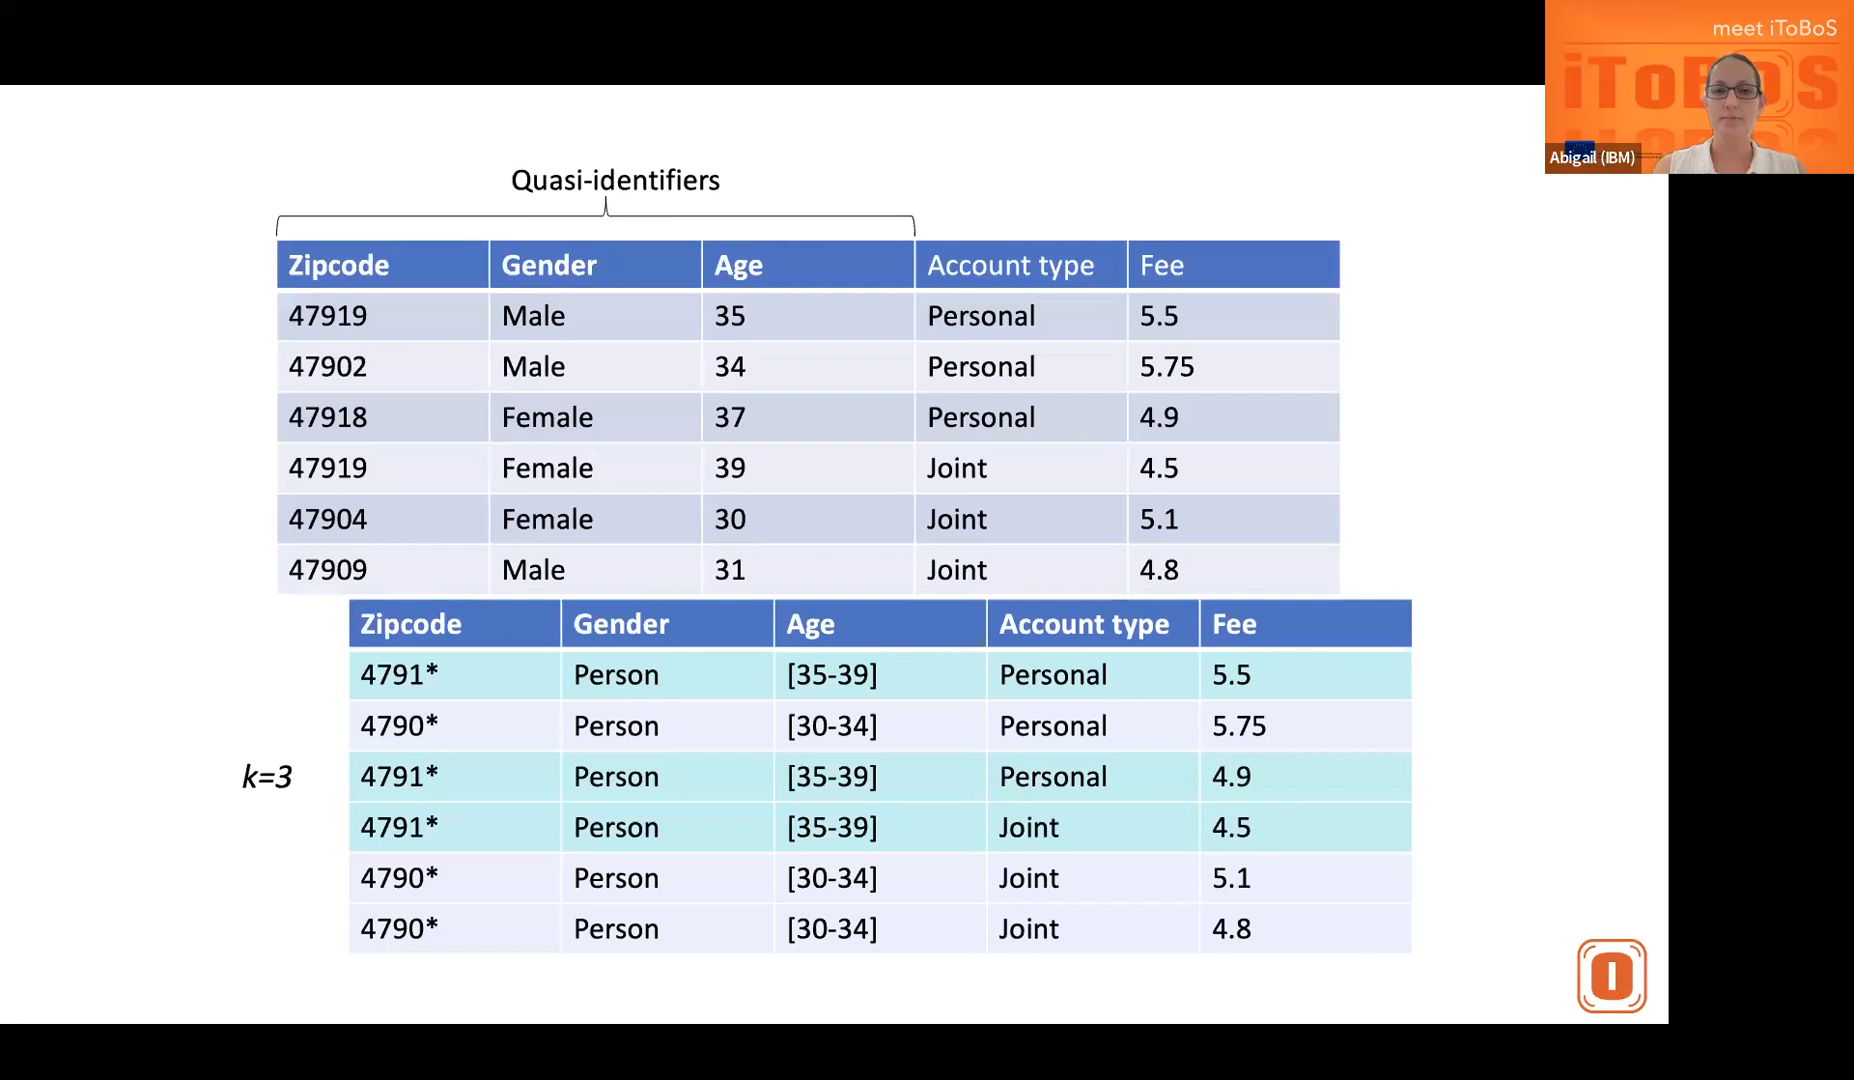 meet iToBoS
iToBoS
Abigail (IBM)
Quasi-identifiers
Zipcode Gender Age Account type Fee
47919 Male 35 Personal 5.5
47902 Male 34 Personal 5.75
47918 Female 37 Personal 4.9
47919 Female 39 Joint 4.5
47904 Female 30 Joint 5.1
47909 Male 31 Joint 4.8
Zipcode Gender Age Account type Fee
4791* Person [35-39] Personal 5.5
4790* Person [30-34] Personal 5.75
k=3 4791* Person [35-39] Personal 4.9
4791* Person [35-39] Joint 4.5
4790* Person [30-34] Joint 5.1
4790* Person [30-34] Joint 4.8